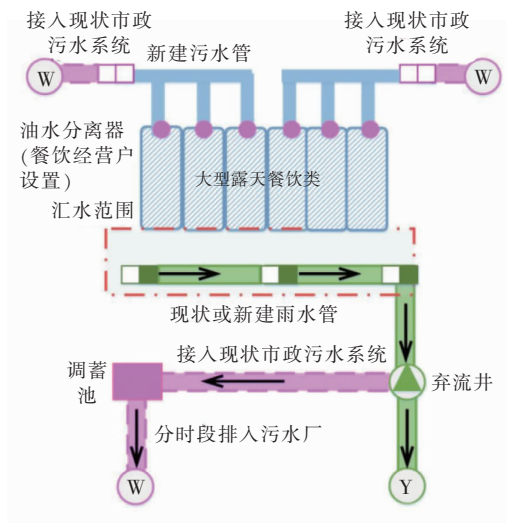 接入现状市政
污水系统
接入现状市政
污水系统
新建污水管
W
W
油水分离器
(餐饮经营户
设置)
大型露天餐饮类
汇水范围
现状或新建雨水管
接入现状市政污水系统
调蓄
池
弃流井
分时段排入污水厂
W
Y